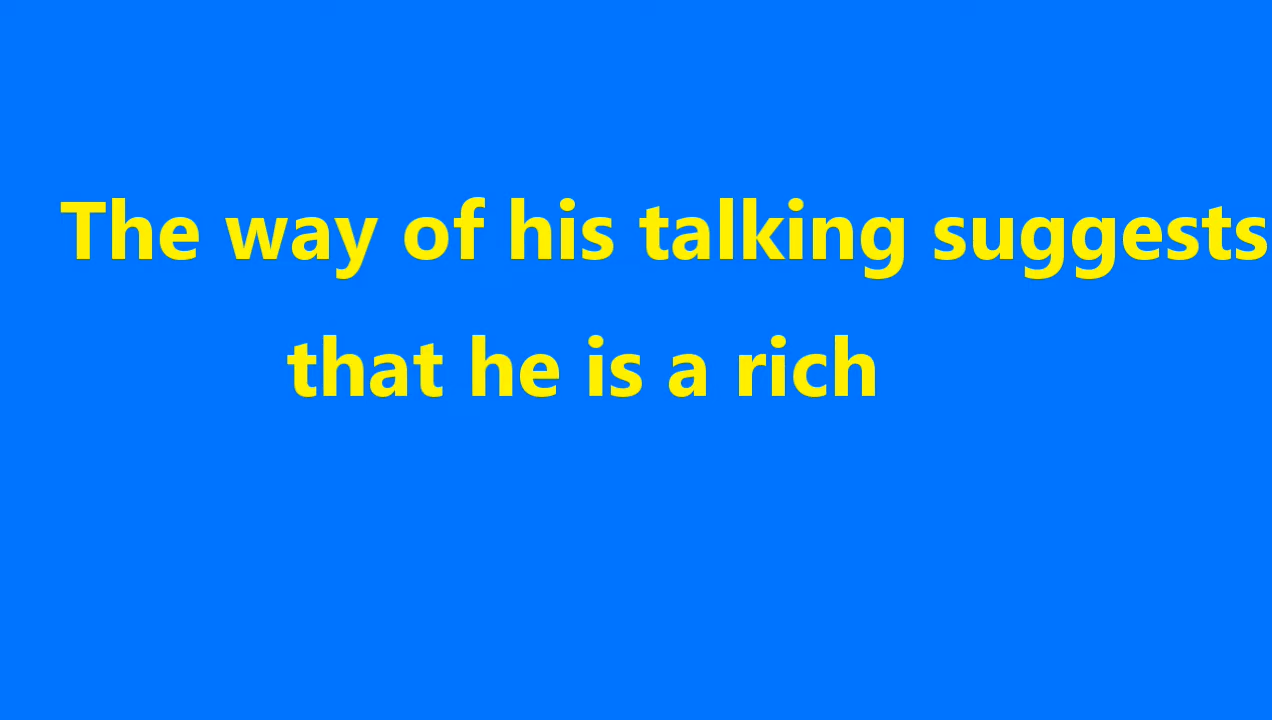 The way of his talking suggests
that he is a rich